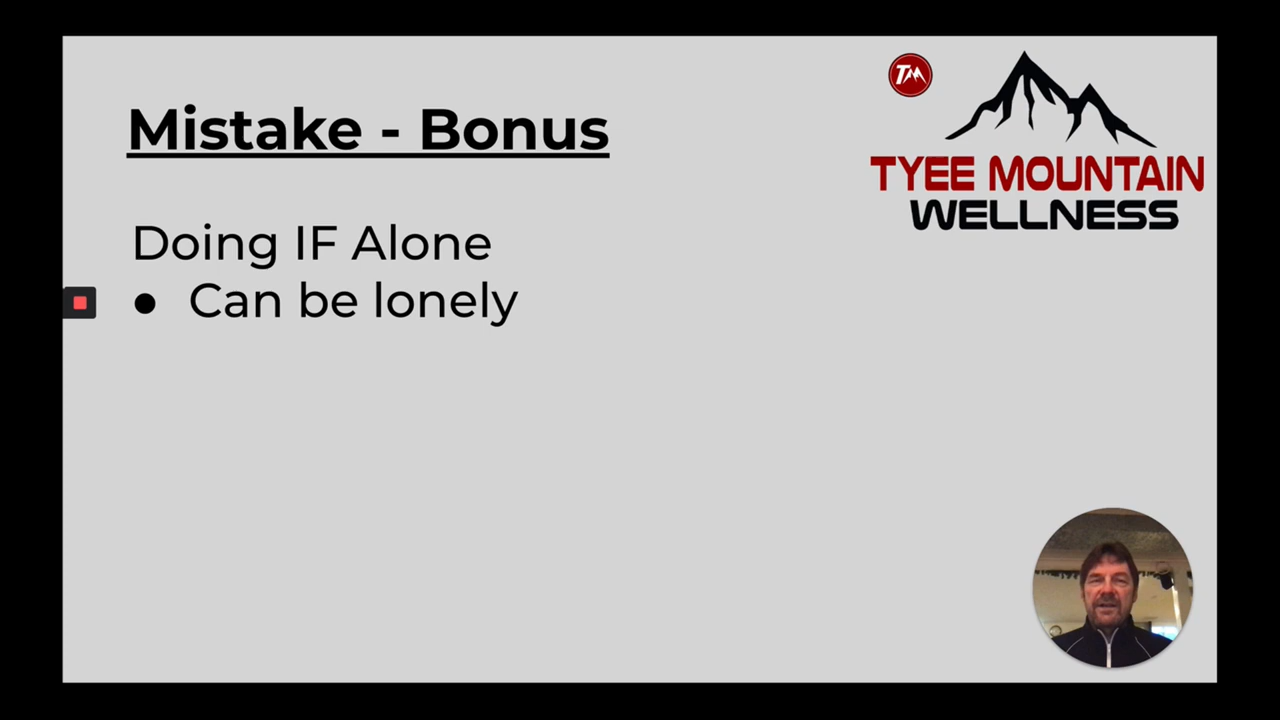 Mistake - Bonus
TM
TYEE MOUNTAIN
WELLNESS
Doing IF Alone
● Can be lonely